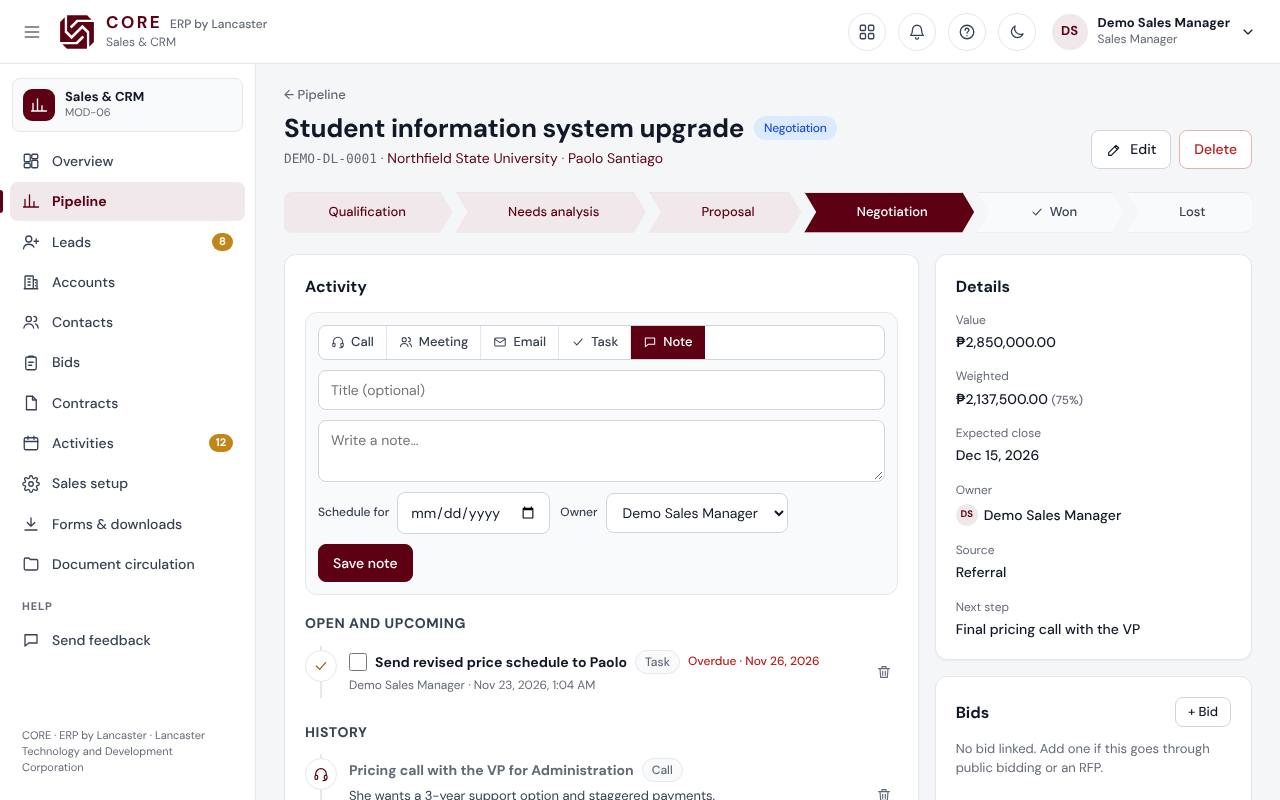 CORE ERP by Lancaster
Sales & CRM
DS
Demo Sales Manager
Sales Manager
Sales & CRM
MOD-06
Overview
Pipeline
Leads 8
Accounts
Contacts
Bids
Contracts
Activities 12
Sales setup
Forms & downloads
Document circulation
HELP
Send feedback
CORE · ERP by Lancaster · Lancaster
Technology and Development
Corporation
← Pipeline
Student information system upgrade Negotiation
DEMO-DL-0001 · Northfield State University · Paolo Santiago
Edit Delete
Qualification Needs analysis Proposal Negotiation ✓ Won Lost
Activity
Call Meeting Email Task Note
Title (optional)
Write a note…
Schedule for mm/dd/yyyy Owner Demo Sales Manager
Save note
OPEN AND UPCOMING
Send revised price schedule to Paolo Task Overdue · Nov 26, 2026
Demo Sales Manager · Nov 23, 2026, 1:04 AM
HISTORY
Pricing call with the VP for Administration Call
She wants a 3-year support option and staggered payments.
Details
Value
₱2,850,000.00
Weighted
₱2,137,500.00 (75%)
Expected close
Dec 15, 2026
Owner
DS Demo Sales Manager
Source
Referral
Next step
Final pricing call with the VP
Bids + Bid
No bid linked. Add one if this goes through
public bidding or an RFP.